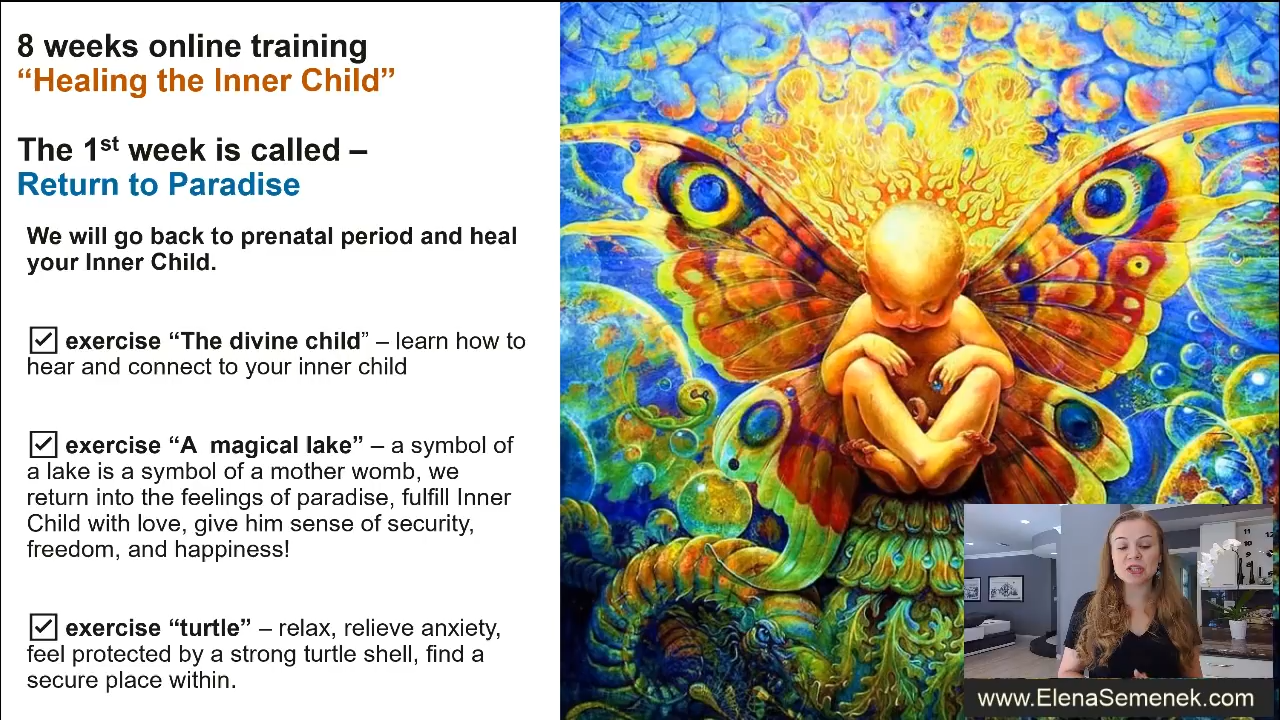 8 weeks online training
“Healing the Inner Child”
The 1st week is called –
Return to Paradise
We will go back to prenatal period and heal
your Inner Child.
exercise “The divine child” – learn how to
hear and connect to your inner child
exercise “A  magical lake” – a symbol of
a lake is a symbol of a mother womb, we
return into the feelings of paradise, fulfill Inner
Child with love, give him sense of security,
freedom, and happiness!
exercise “turtle” – relax, relieve anxiety,
feel protected by a strong turtle shell, find a
secure place within.
11
12
www.ElenaSemenek.com